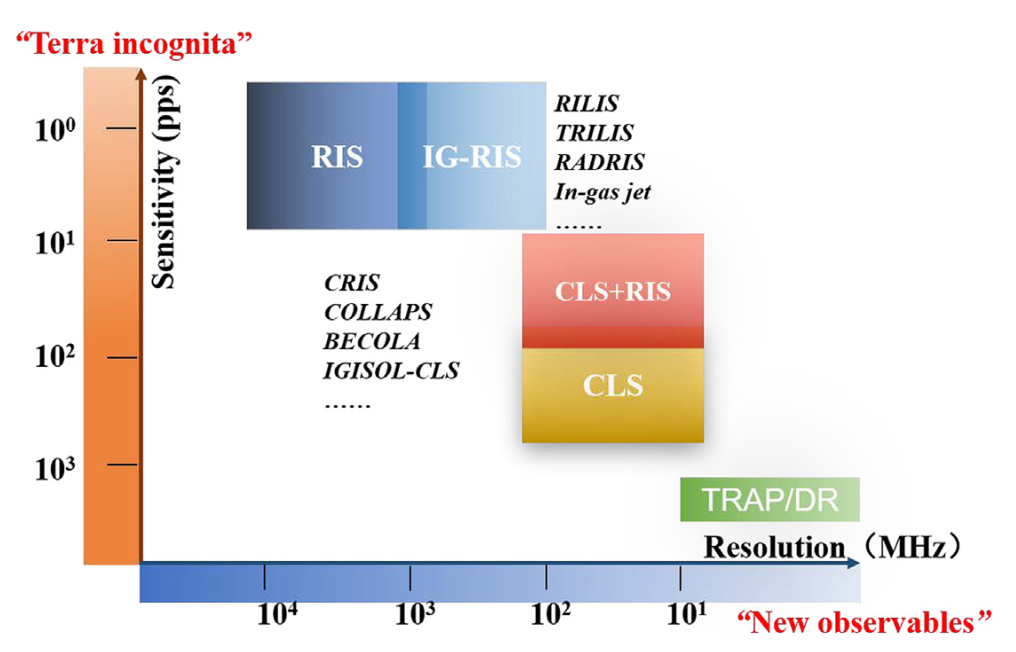 “Terra incognita”
Sensitivity (pps)
10⁰
10¹
10²
10³
RIS
IG-RIS
RILIS
TRILIS
RADRIS
In-gas jet
……
CRIS
COLLAPS
BECOLA
IGISOL-CLS
……
CLS+RIS
CLS
TRAP/DR
Resolution（MHz）
10⁴ 10³ 10² 10¹
“New observables”